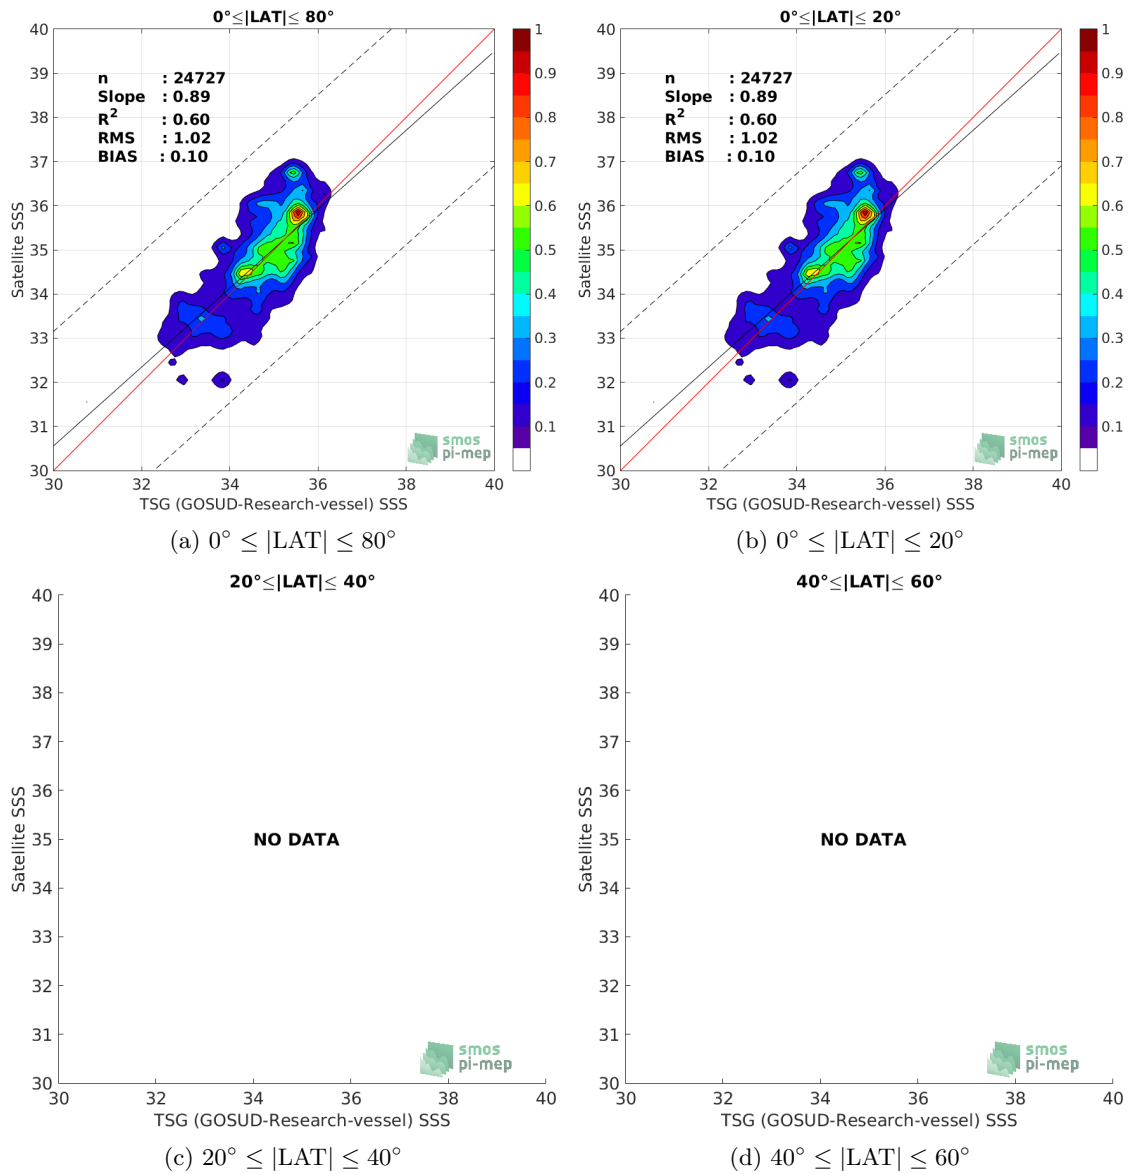 0°≤|LAT|≤ 80°
40
39
38
37
36
35
34
33
32
31
30
30
32
34
36
38
40
Satellite SSS
TSG (GOSUD-Research-vessel) SSS
n : 24727
Slope : 0.89
R² : 0.60
RMS : 1.02
BIAS : 0.10
1
0.9
0.8
0.7
0.6
0.5
0.4
0.3
0.2
0.1
smos
pi-mep
(a) 0° ≤ |LAT| ≤ 80°
0°≤|LAT|≤ 20°
40
39
38
37
36
35
34
33
32
31
30
30
32
34
36
38
40
Satellite SSS
TSG (GOSUD-Research-vessel) SSS
n : 24727
Slope : 0.89
R² : 0.60
RMS : 1.02
BIAS : 0.10
1
0.9
0.8
0.7
0.6
0.5
0.4
0.3
0.2
0.1
smos
pi-mep
(b) 0° ≤ |LAT| ≤ 20°
20°≤|LAT|≤ 40°
40
39
38
37
36
35
34
33
32
31
30
30
32
34
36
38
40
Satellite SSS
TSG (GOSUD-Research-vessel) SSS
NO DATA
smos
pi-mep
(c) 20° ≤ |LAT| ≤ 40°
40°≤|LAT|≤ 60°
40
39
38
37
36
35
34
33
32
31
30
30
32
34
36
38
40
Satellite SSS
TSG (GOSUD-Research-vessel) SSS
NO DATA
smos
pi-mep
(d) 40° ≤ |LAT| ≤ 60°